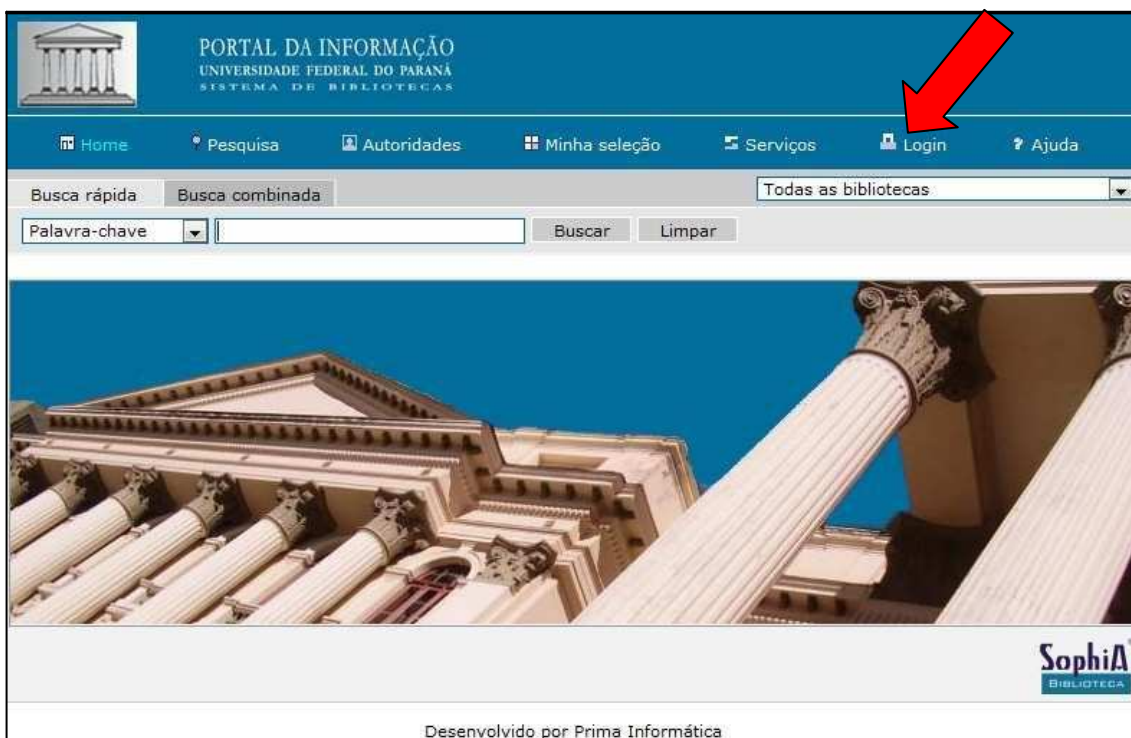 PORTAL DA INFORMAÇÃO
UNIVERSIDADE FEDERAL DO PARANÁ
SISTEMA DE BIBLIOTECAS
Home Pesquisa Autoridades Minha seleção Serviços Login Ajuda
Busca rápida Busca combinada Todas as bibliotecas
Palavra-chave Buscar Limpar
SophiA
BIBLIOTECA
Desenvolvido por Prima Informática